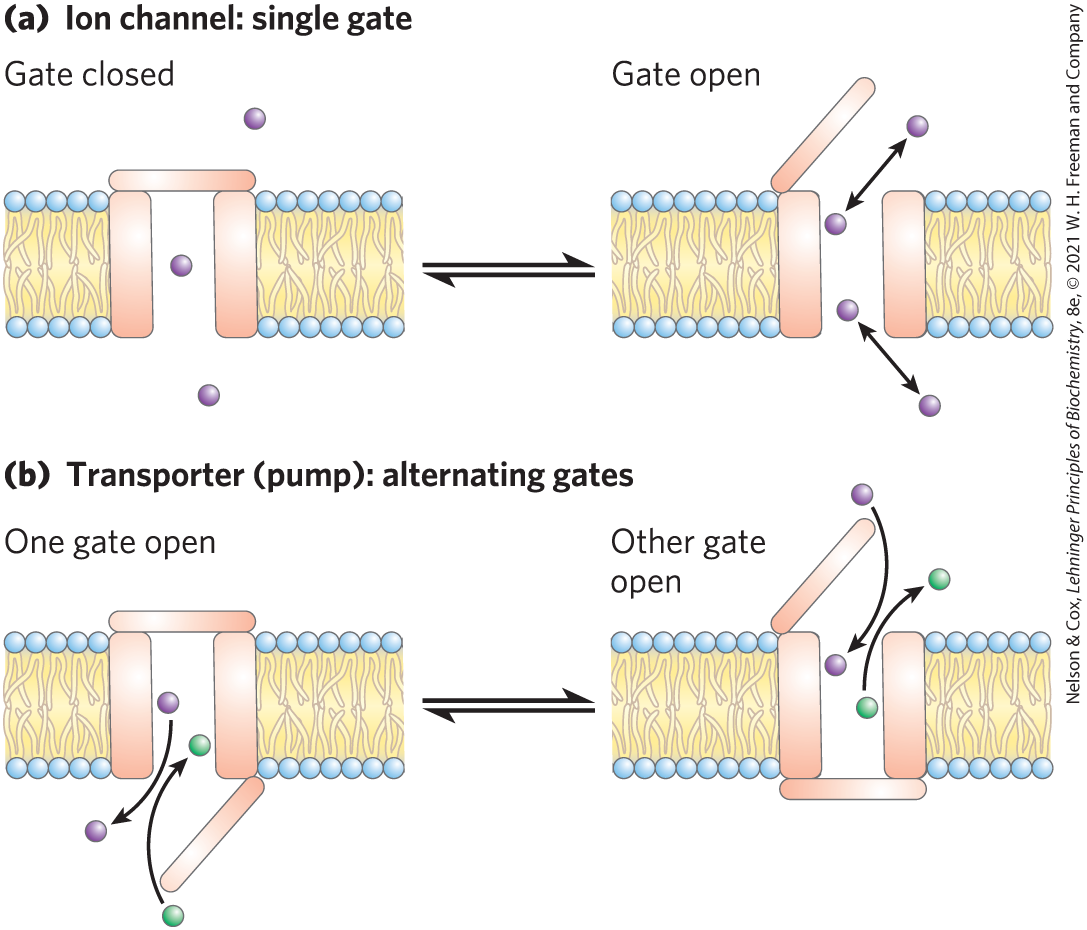 (a) Ion channel: single gate
Gate closed
Gate open
(b) Transporter (pump): alternating gates
One gate open
Other gate
open
Nelson & Cox, Lehninger Principles of Biochemistry, 8e, © 2021 W. H. Freeman and Company